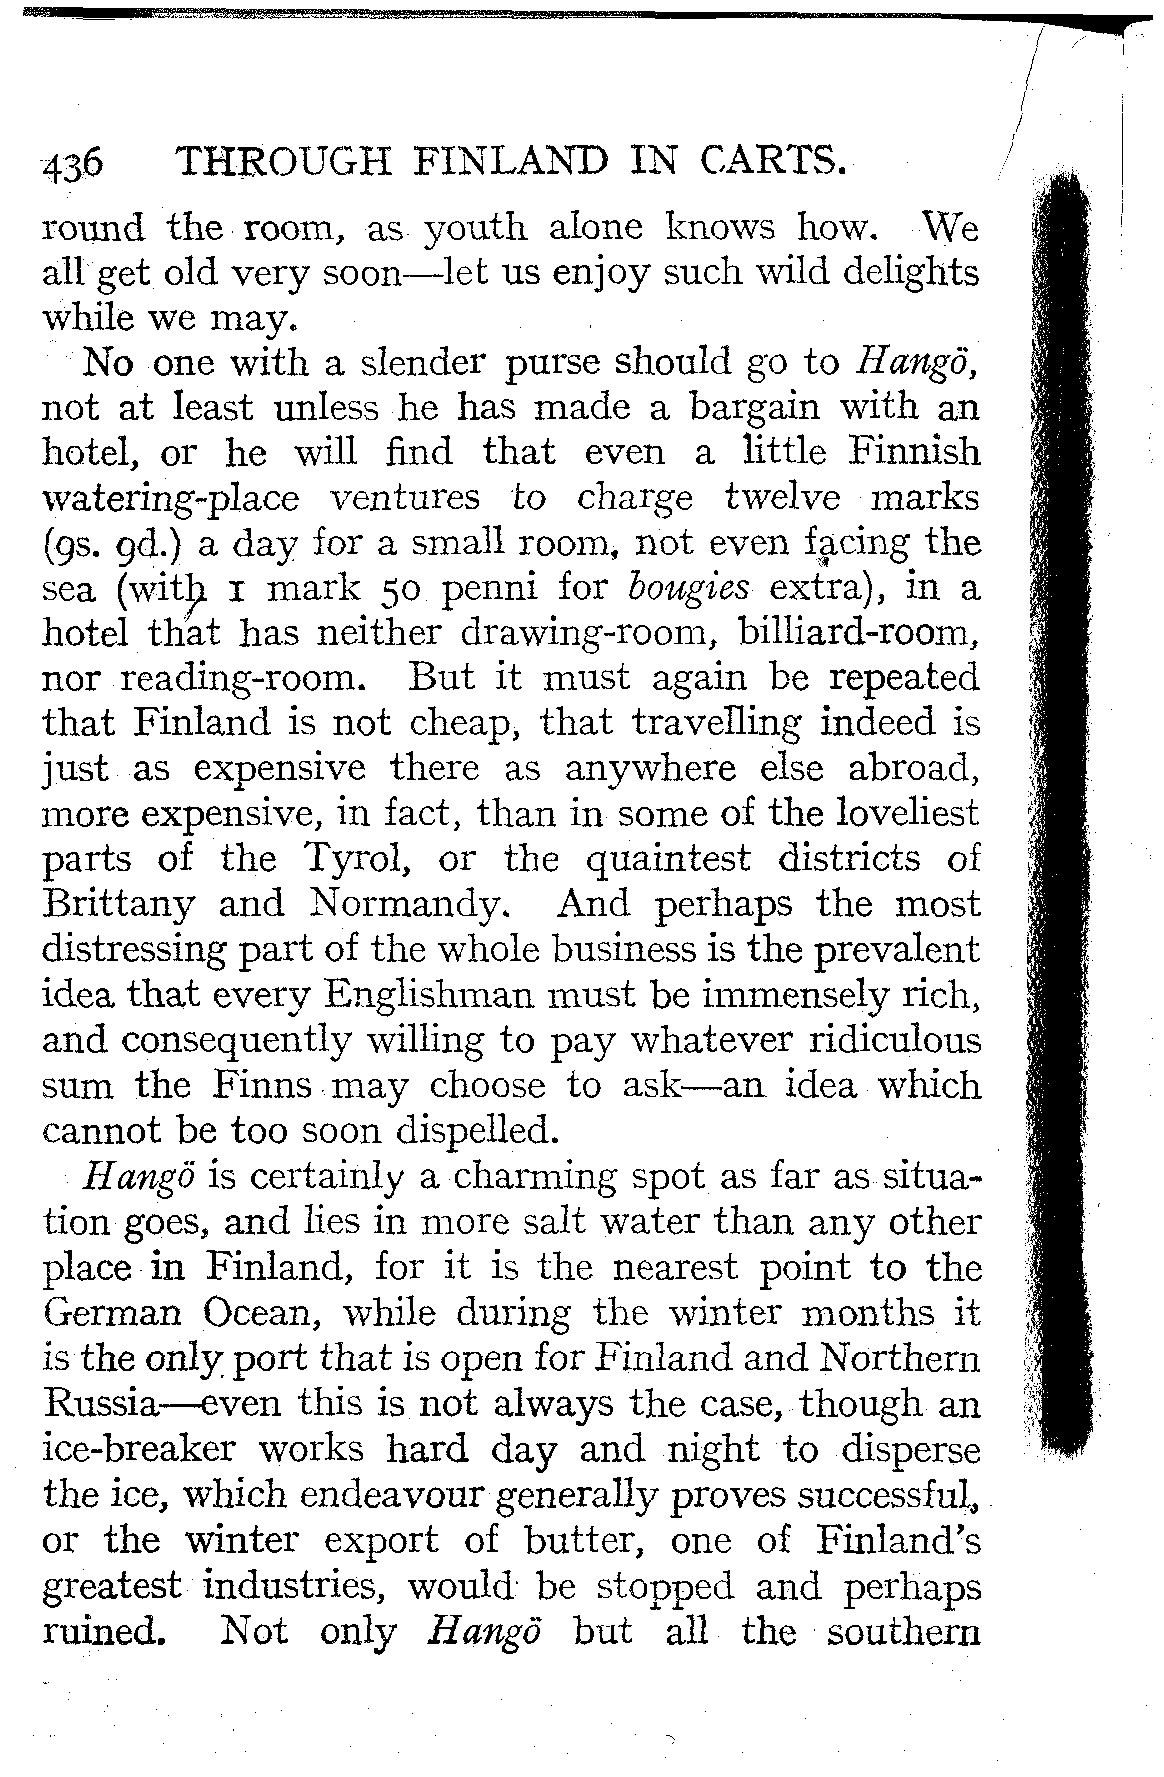 436 THROUGH FINLAND IN CARTS.
round the room, as youth alone knows how. We
all get old very soon—let us enjoy such wild delights
while we may.
No one with a slender purse should go to Hangö,
not at least unless he has made a bargain with an
hotel, or he will find that even a little Finnish
watering-place ventures to charge twelve marks
(9s. 9d.) a day for a small room, not even facing the
sea (with 1 mark 50 penni for bougies extra), in a
hotel that has neither drawing-room, billiard-room,
nor reading-room. But it must again be repeated
that Finland is not cheap, that travelling indeed is
just as expensive there as anywhere else abroad,
more expensive, in fact, than in some of the loveliest
parts of the Tyrol, or the quaintest districts of
Brittany and Normandy. And perhaps the most
distressing part of the whole business is the prevalent
idea that every Englishman must be immensely rich,
and consequently willing to pay whatever ridiculous
sum the Finns may choose to ask—an idea which
cannot be too soon dispelled.
Hangö is certainly a charming spot as far as situa-
tion goes, and lies in more salt water than any other
place in Finland, for it is the nearest point to the
German Ocean, while during the winter months it
is the only port that is open for Finland and Northern
Russia—even this is not always the case, though an
ice-breaker works hard day and night to disperse
the ice, which endeavour generally proves successful,
or the winter export of butter, one of Finland's
greatest industries, would be stopped and perhaps
ruined. Not only Hangö but all the southern